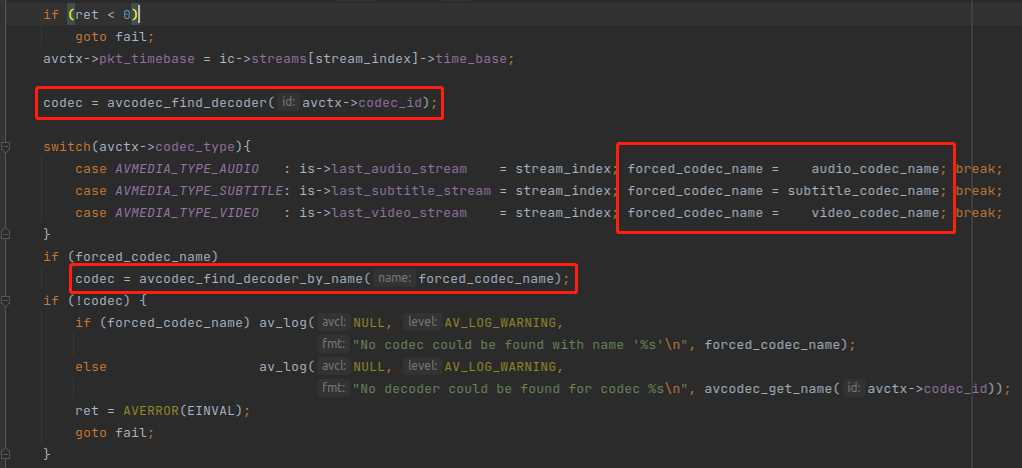 if (ret < 0)
goto fail;
avctx->pkt_timebase = ic->streams[stream_index]->time_base;
codec = avcodec_find_decoder( id: avctx->codec_id);
switch(avctx->codec_type){
case AVMEDIA_TYPE_AUDIO   : is->last_audio_stream    = stream_index; forced_codec_name =    audio_codec_name; break;
case AVMEDIA_TYPE_SUBTITLE: is->last_subtitle_stream = stream_index; forced_codec_name = subtitle_codec_name; break;
case AVMEDIA_TYPE_VIDEO   : is->last_video_stream    = stream_index; forced_codec_name =    video_codec_name; break;
}
if (forced_codec_name)
codec = avcodec_find_decoder_by_name( name: forced_codec_name);
if (!codec) {
if (forced_codec_name) av_log( avcl: NULL, level: AV_LOG_WARNING,
fmt: "No codec could be found with name '%s'\n", forced_codec_name);
else                   av_log( avcl: NULL, level: AV_LOG_WARNING,
fmt: "No decoder could be found for codec %s\n", avcodec_get_name( id: avctx->codec_id));
ret = AVERROR(EINVAL);
goto fail;
}